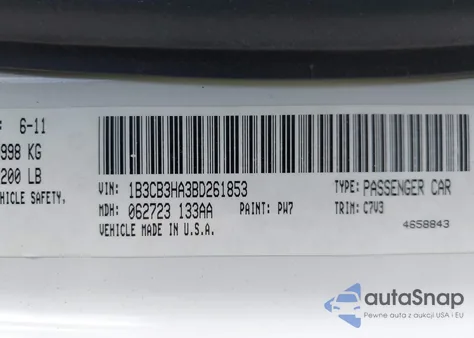 : 6-11
998 KG
200 LB
HICLE SAFETY,
VIN: 1B3CB3HA3BD261853
TYPE: PASSENGER CAR
MDH: 062723 133AA
PAINT: PW7
TRIM: C7V3
VEHICLE MADE IN U.S.A.
4658843
autoSnap
Pewne auta z aukcji USA i EU